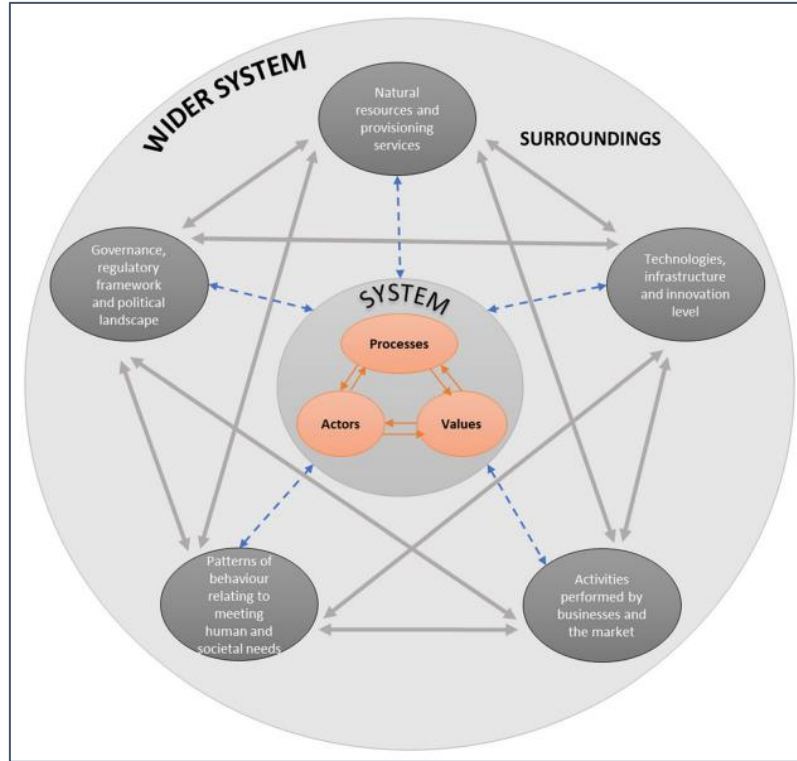 WIDER SYSTEM
Natural
resources and
provisioning
services
SURROUNDINGS
Governance,
regulatory
framework
and political
landscape
Technologies,
infrastructure
and innovation
level
SYSTEM
Processes
Actors
Values
Patterns of
behaviour
relating to
meeting
human and
societal needs
Activities
performed by
businesses and
the market